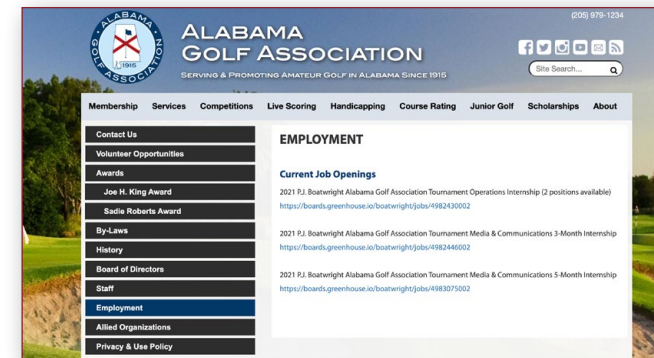 (205) 979-1234
ALABAMA
GOLF
ASSOCIATION
1915
ALABAMA
GOLF ASSOCIATION
SERVING & PROMOTING AMATEUR GOLF IN ALABAMA SINCE 1915
Site Search...
Membership Services Competitions Live Scoring Handicapping Course Rating Junior Golf Scholarships About
Contact Us
Volunteer Opportunities
Awards
Joe H. King Award
Sadie Roberts Award
By-Laws
History
Board of Directors
Staff
Employment
Allied Organizations
Privacy & Use Policy
EMPLOYMENT
Current Job Openings
2021 P.J. Boatwright Alabama Golf Association Tournament Operations Internship (2 positions available)
https://boards.greenhouse.io/boatwright/jobs/4982430002
2021 P.J. Boatwright Alabama Golf Association Tournament Media & Communications 3-Month Internship
https://boards.greenhouse.io/boatwright/jobs/4982446002
2021 P.J. Boatwright Alabama Golf Association Tournament Media & Communications 5-Month Internship
https://boards.greenhouse.io/boatwright/jobs/4983075002